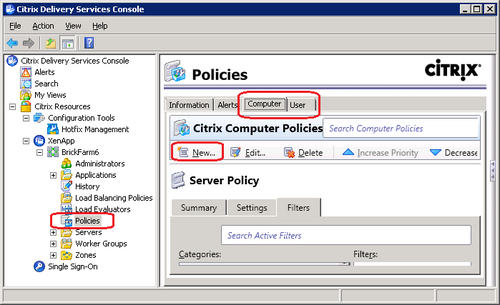 Citrix Delivery Services Console
File Action View Help
Citrix Delivery Services Console
Alerts
Search
My Views
Citrix Resources
Configuration Tools
Hotfix Management
XenApp
BrickFarm6
Administrators
Applications
History
Load Balancing Policies
Load Evaluators
Policies
Servers
Worker Groups
Zones
Single Sign-On
Policies
CITRIX
Information Alerts Computer User
Citrix Computer Policies Search Computer Policies
New... Edit... Delete Increase Priority Decrease
Server Policy
Summary Settings Filters
Search Active Filters
Categories: Filters: